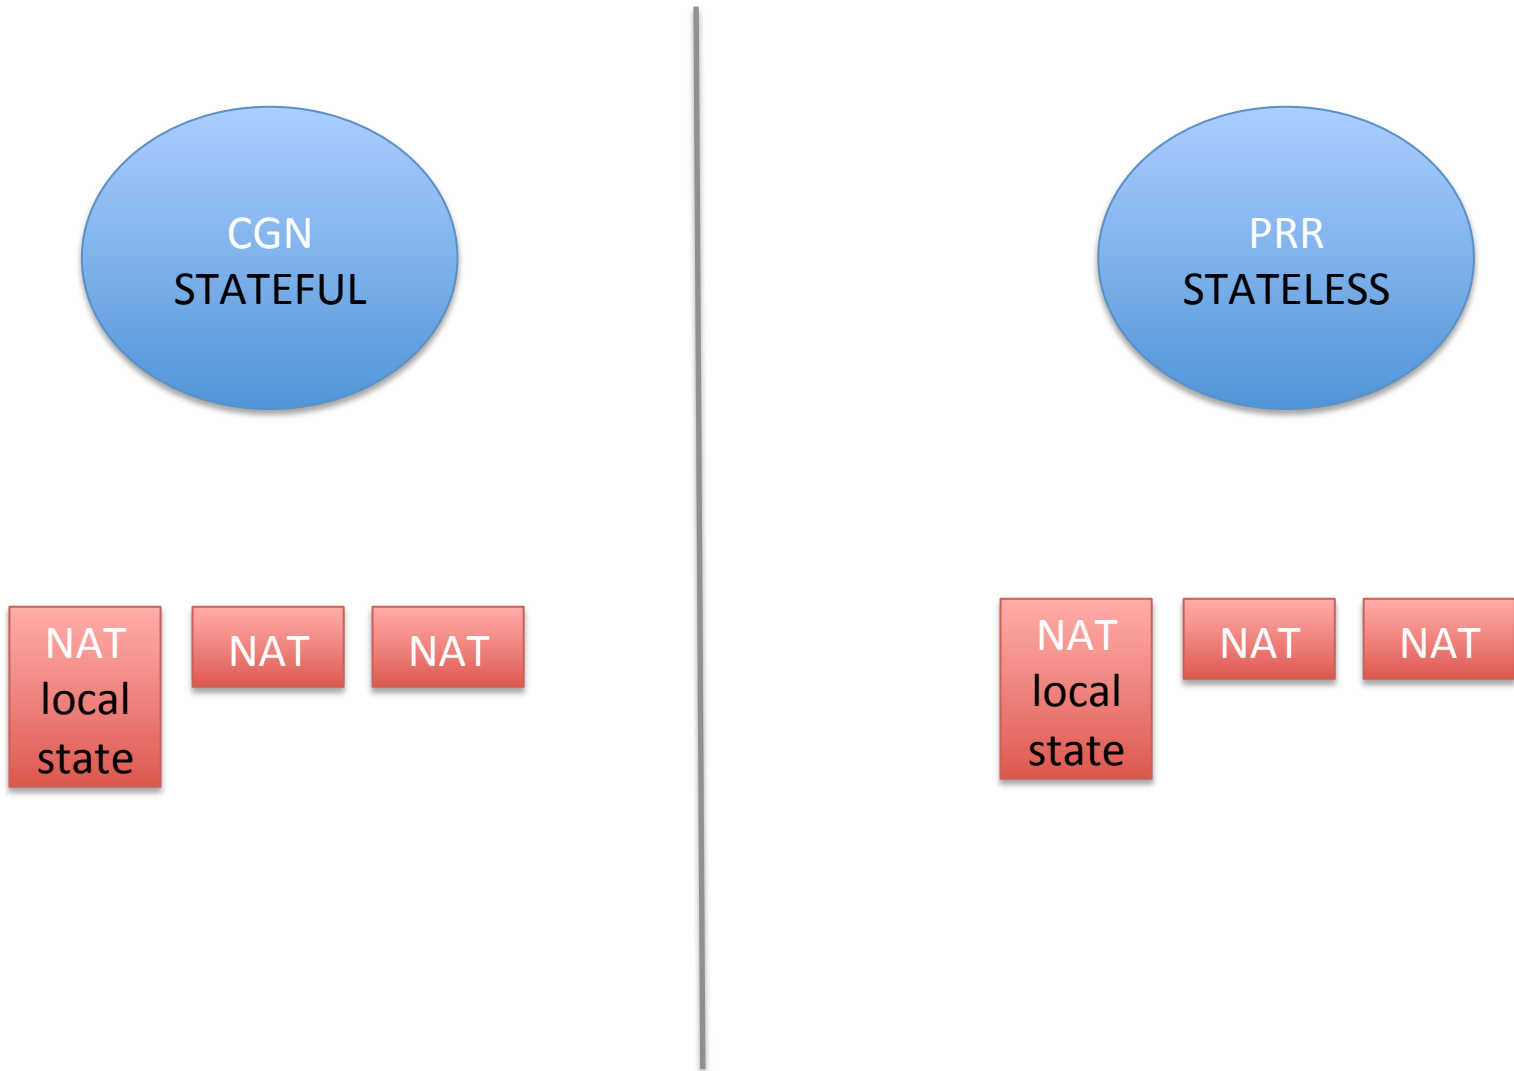 CGN
STATEFUL
NAT
local
state
NAT
NAT
PRR
STATELESS
NAT
local
state
NAT
NAT